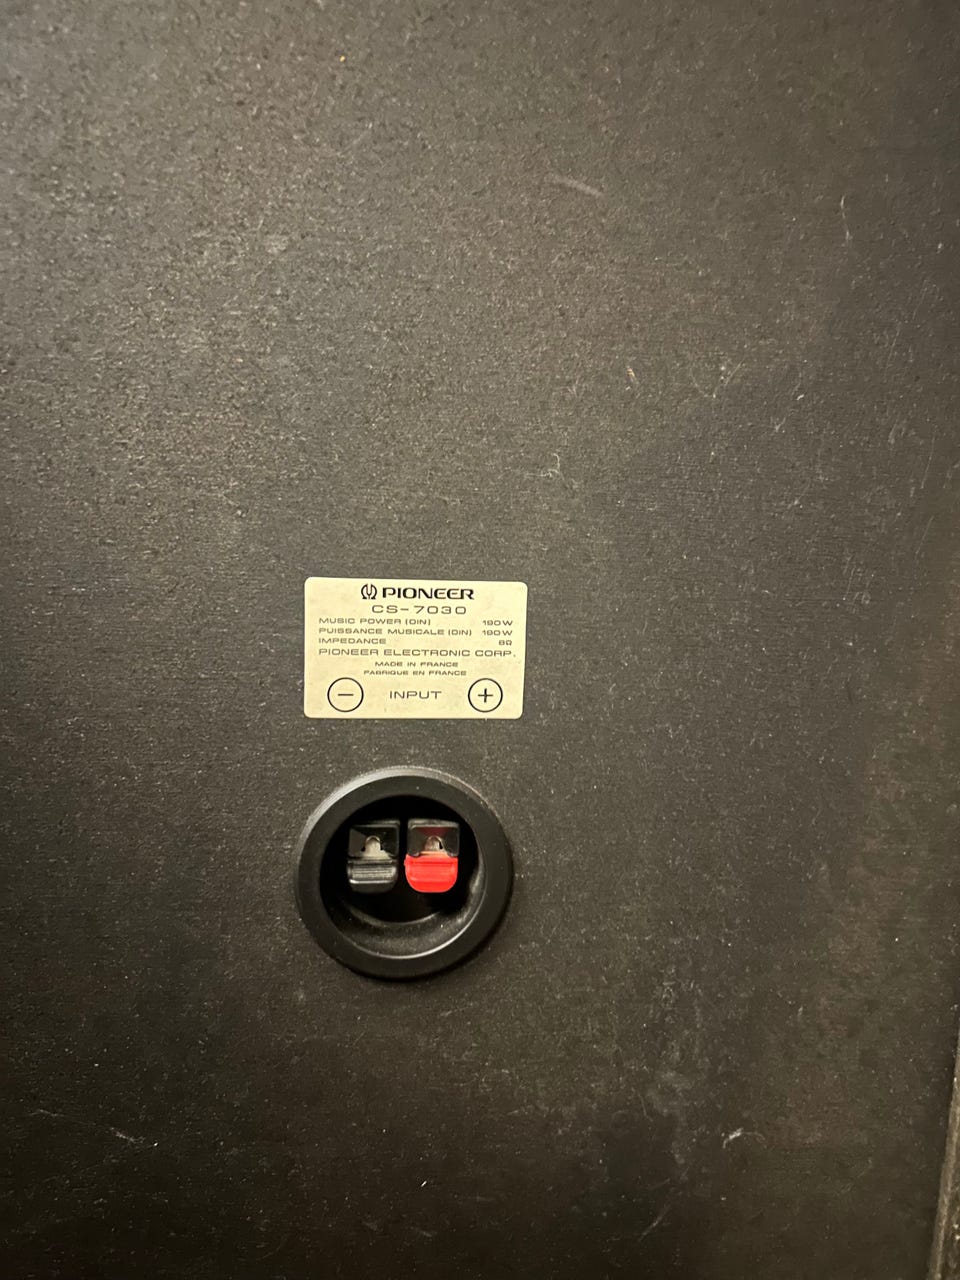 PIONEER
CS-7030
MUSIC POWER (DIN) 190W
PUISSANCE MUSICALE (DIN) 190W
IMPEDANCE 8Ω
PIONEER ELECTRONIC CORP.
MADE IN FRANCE
FABRIQUE EN FRANCE
− INPUT +